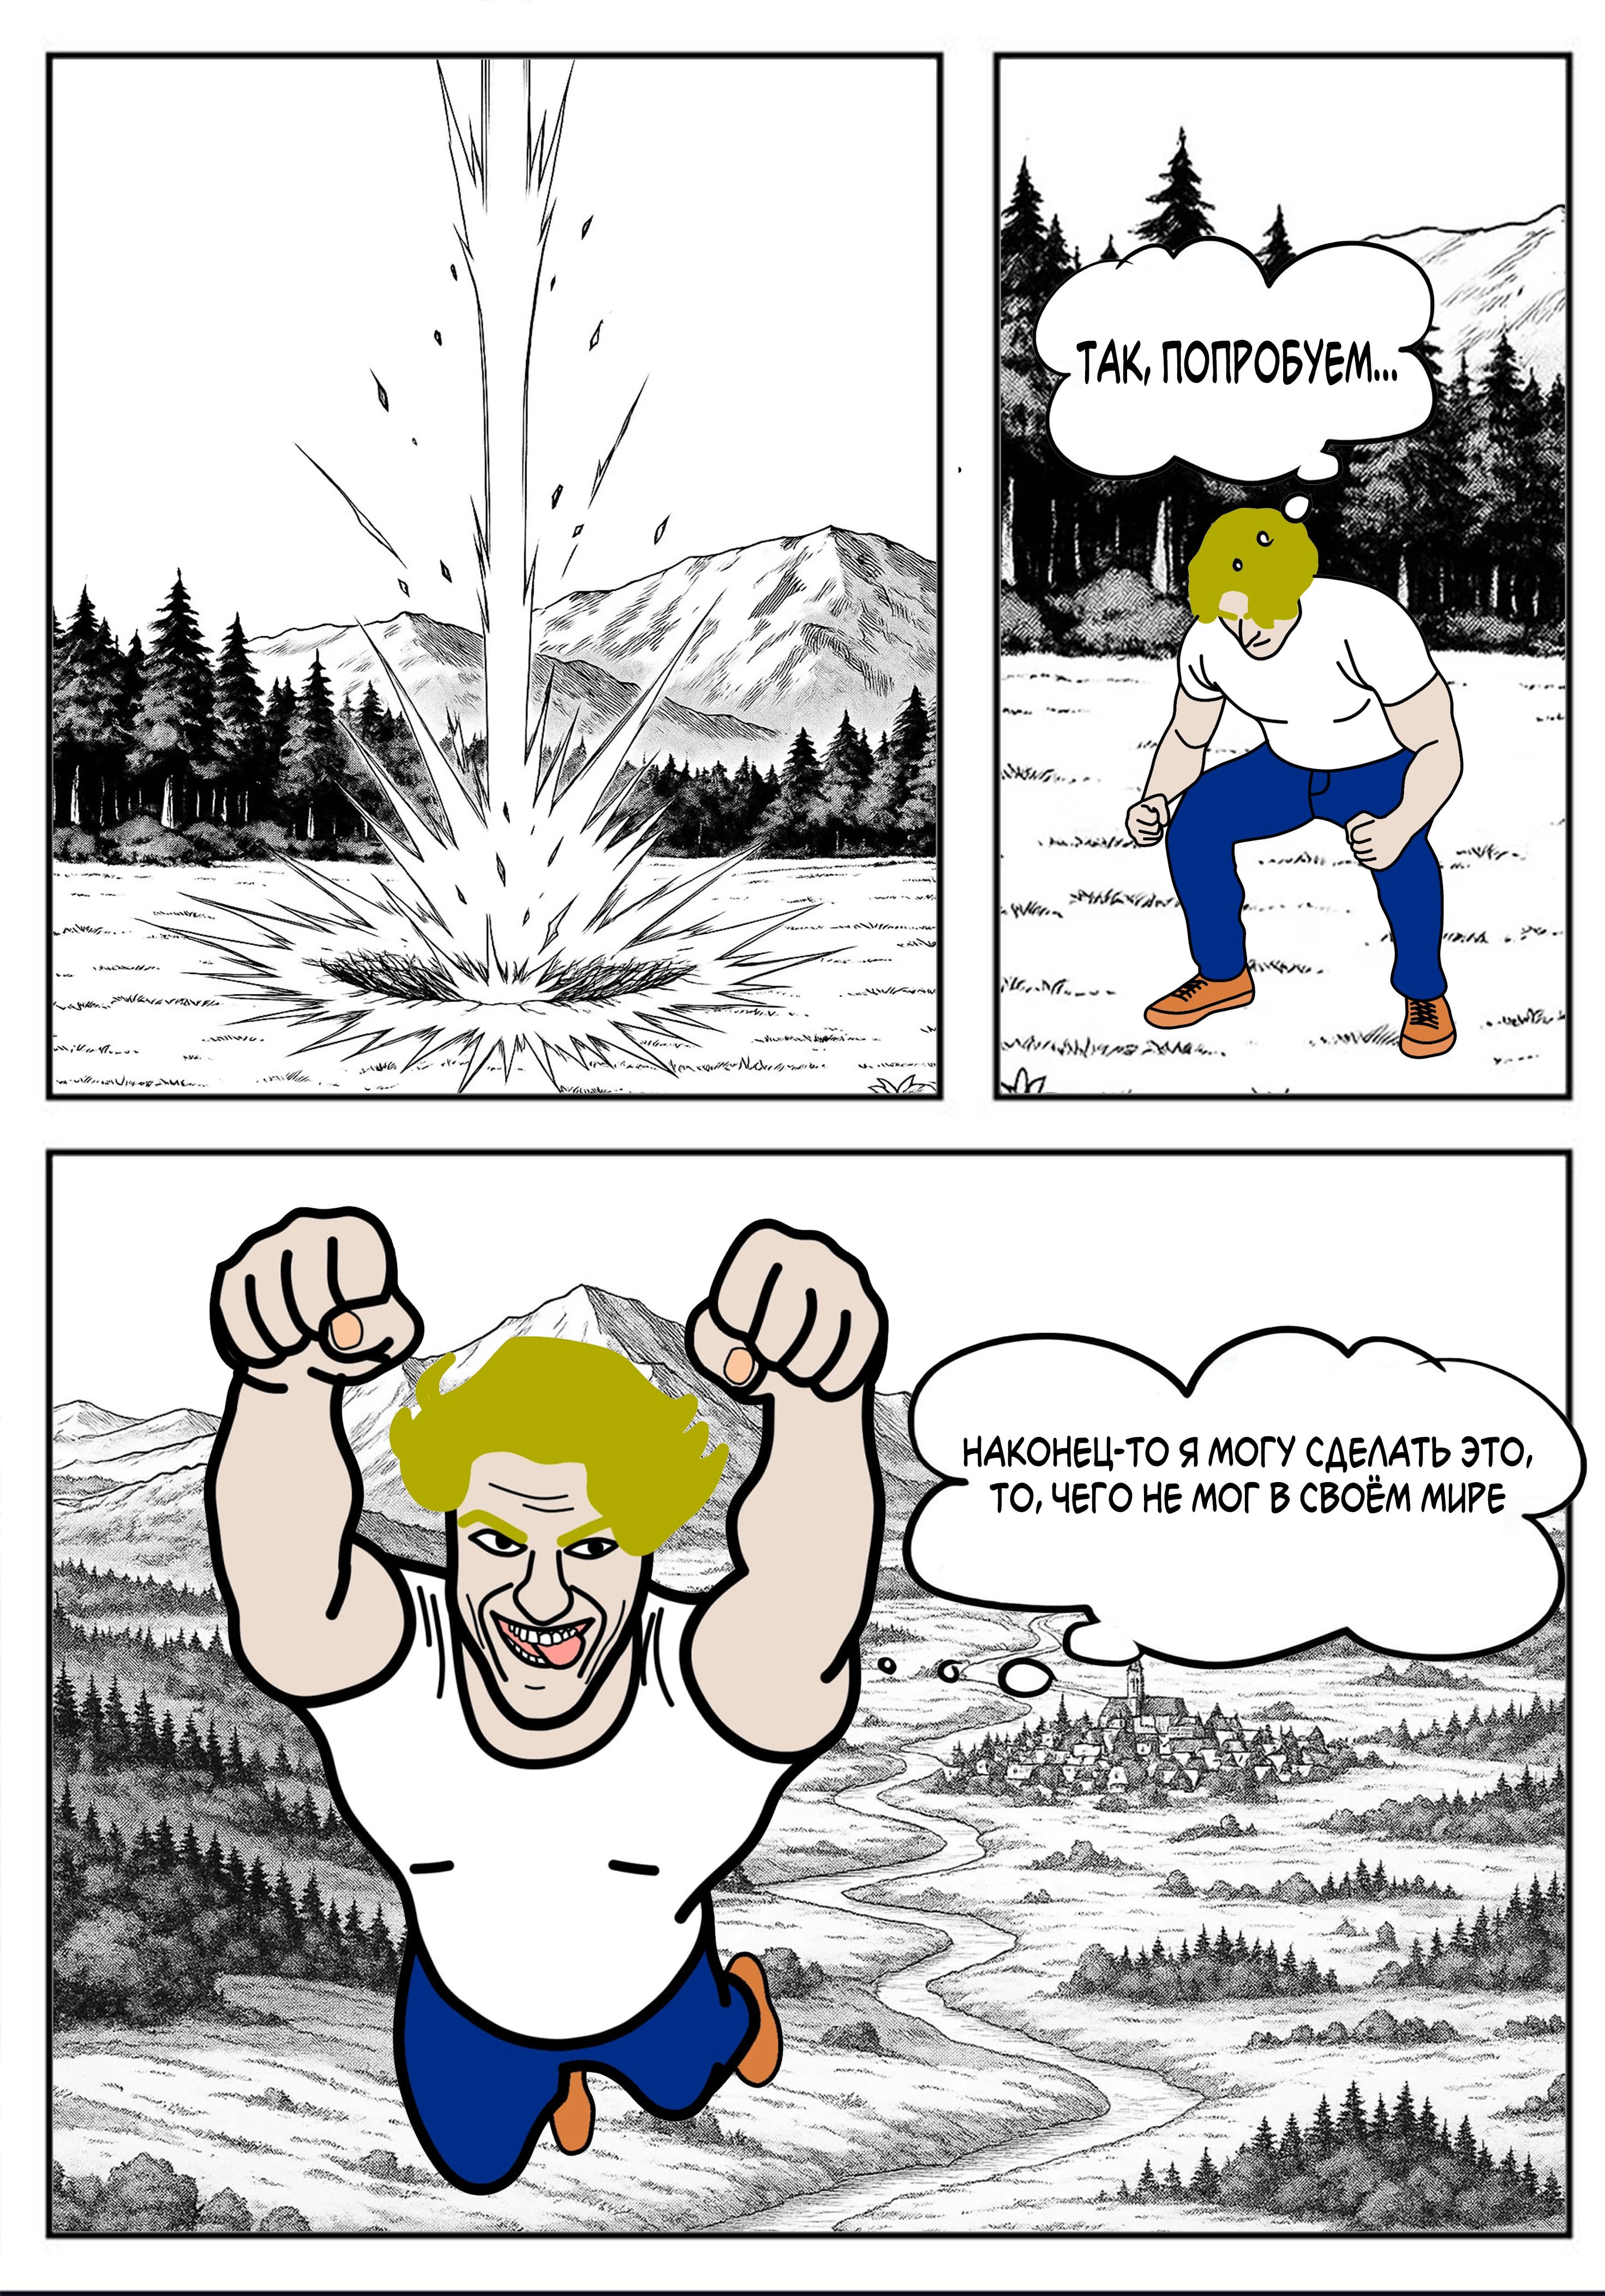 ТАК, ПОПРОБУЕМ...
НАКОНЕЦ-ТО Я МОГУ СДЕЛАТЬ ЭТО,
ТО, ЧЕГО НЕ МОГ В СВОЁМ МИРЕ